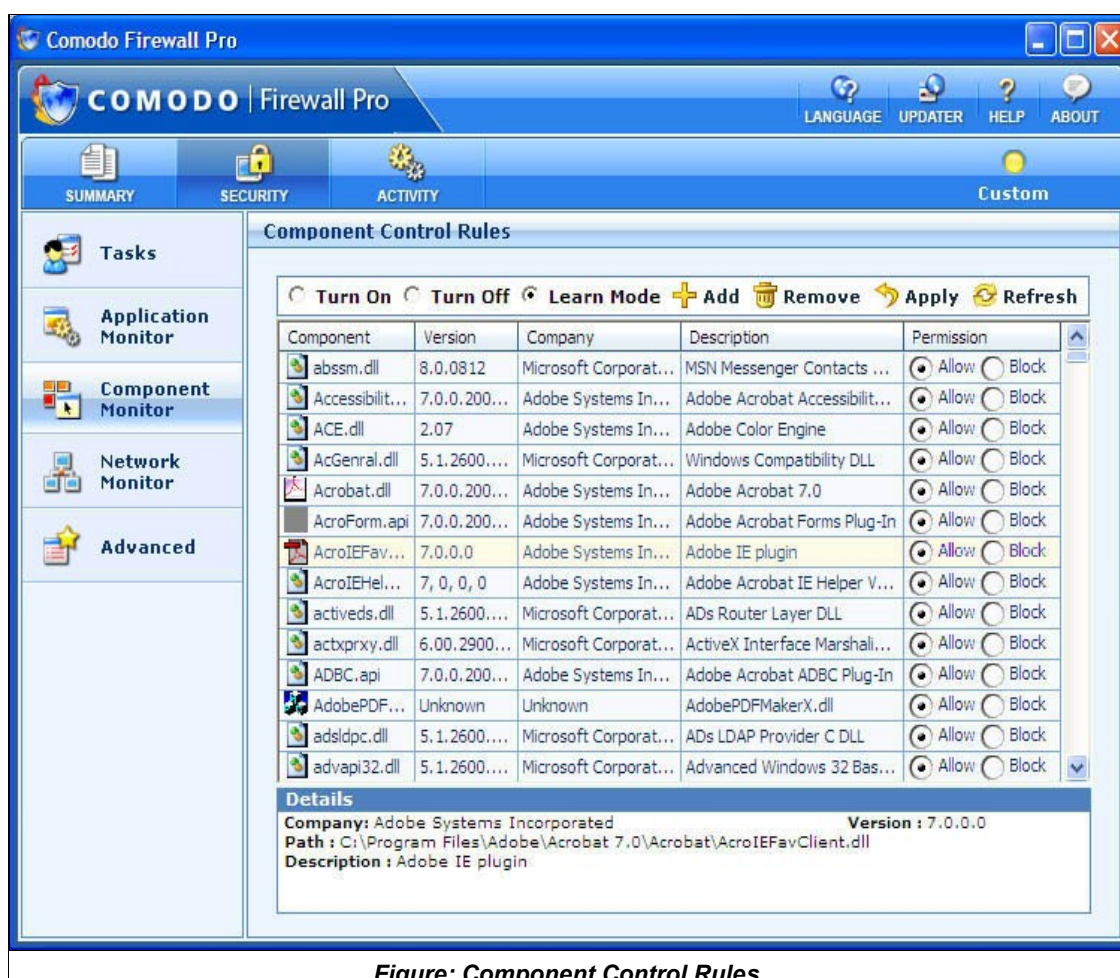 Comodo Firewall Pro
COMODO Firewall Pro
LANGUAGE UPDATER HELP ABOUT
SUMMARY SECURITY ACTIVITY Custom
Tasks
Application Monitor
Component Monitor
Network Monitor
Advanced
Component Control Rules
Turn On Turn Off Learn Mode Add Remove Apply Refresh
Component Version Company Description Permission
abssm.dll 8.0.0812 Microsoft Corporat... MSN Messenger Contacts ... Allow Block
Accessibilit... 7.0.0.200... Adobe Systems In... Adobe Acrobat Accessibilit... Allow Block
ACE.dll 2.07 Adobe Systems In... Adobe Color Engine Allow Block
AcGenral.dll 5.1.2600.... Microsoft Corporat... Windows Compatibility DLL Allow Block
Acrobat.dll 7.0.0.200... Adobe Systems In... Adobe Acrobat 7.0 Allow Block
AcroForm.api 7.0.0.200... Adobe Systems In... Adobe Acrobat Forms Plug-In Allow Block
AcroIEFav... 7.0.0.0 Adobe Systems In... Adobe IE plugin Allow Block
AcroIEHel... 7, 0, 0, 0 Adobe Systems In... Adobe Acrobat IE Helper V... Allow Block
activeds.dll 5.1.2600.... Microsoft Corporat... ADs Router Layer DLL Allow Block
actxprxy.dll 6.00.2900... Microsoft Corporat... ActiveX Interface Marshali... Allow Block
ADBC.api 7.0.0.200... Adobe Systems In... Adobe Acrobat ADBC Plug-In Allow Block
AdobePDF... Unknown Unknown AdobePDFMakerX.dll Allow Block
adsldpc.dll 5.1.2600.... Microsoft Corporat... ADs LDAP Provider C DLL Allow Block
advapi32.dll 5.1.2600.... Microsoft Corporat... Advanced Windows 32 Bas... Allow Block
Details
Company: Adobe Systems Incorporated Version : 7.0.0.0
Path : C:\Program Files\Adobe\Acrobat 7.0\Acrobat\AcroIEFavClient.dll
Description : Adobe IE plugin
Figure: Component Control Rules